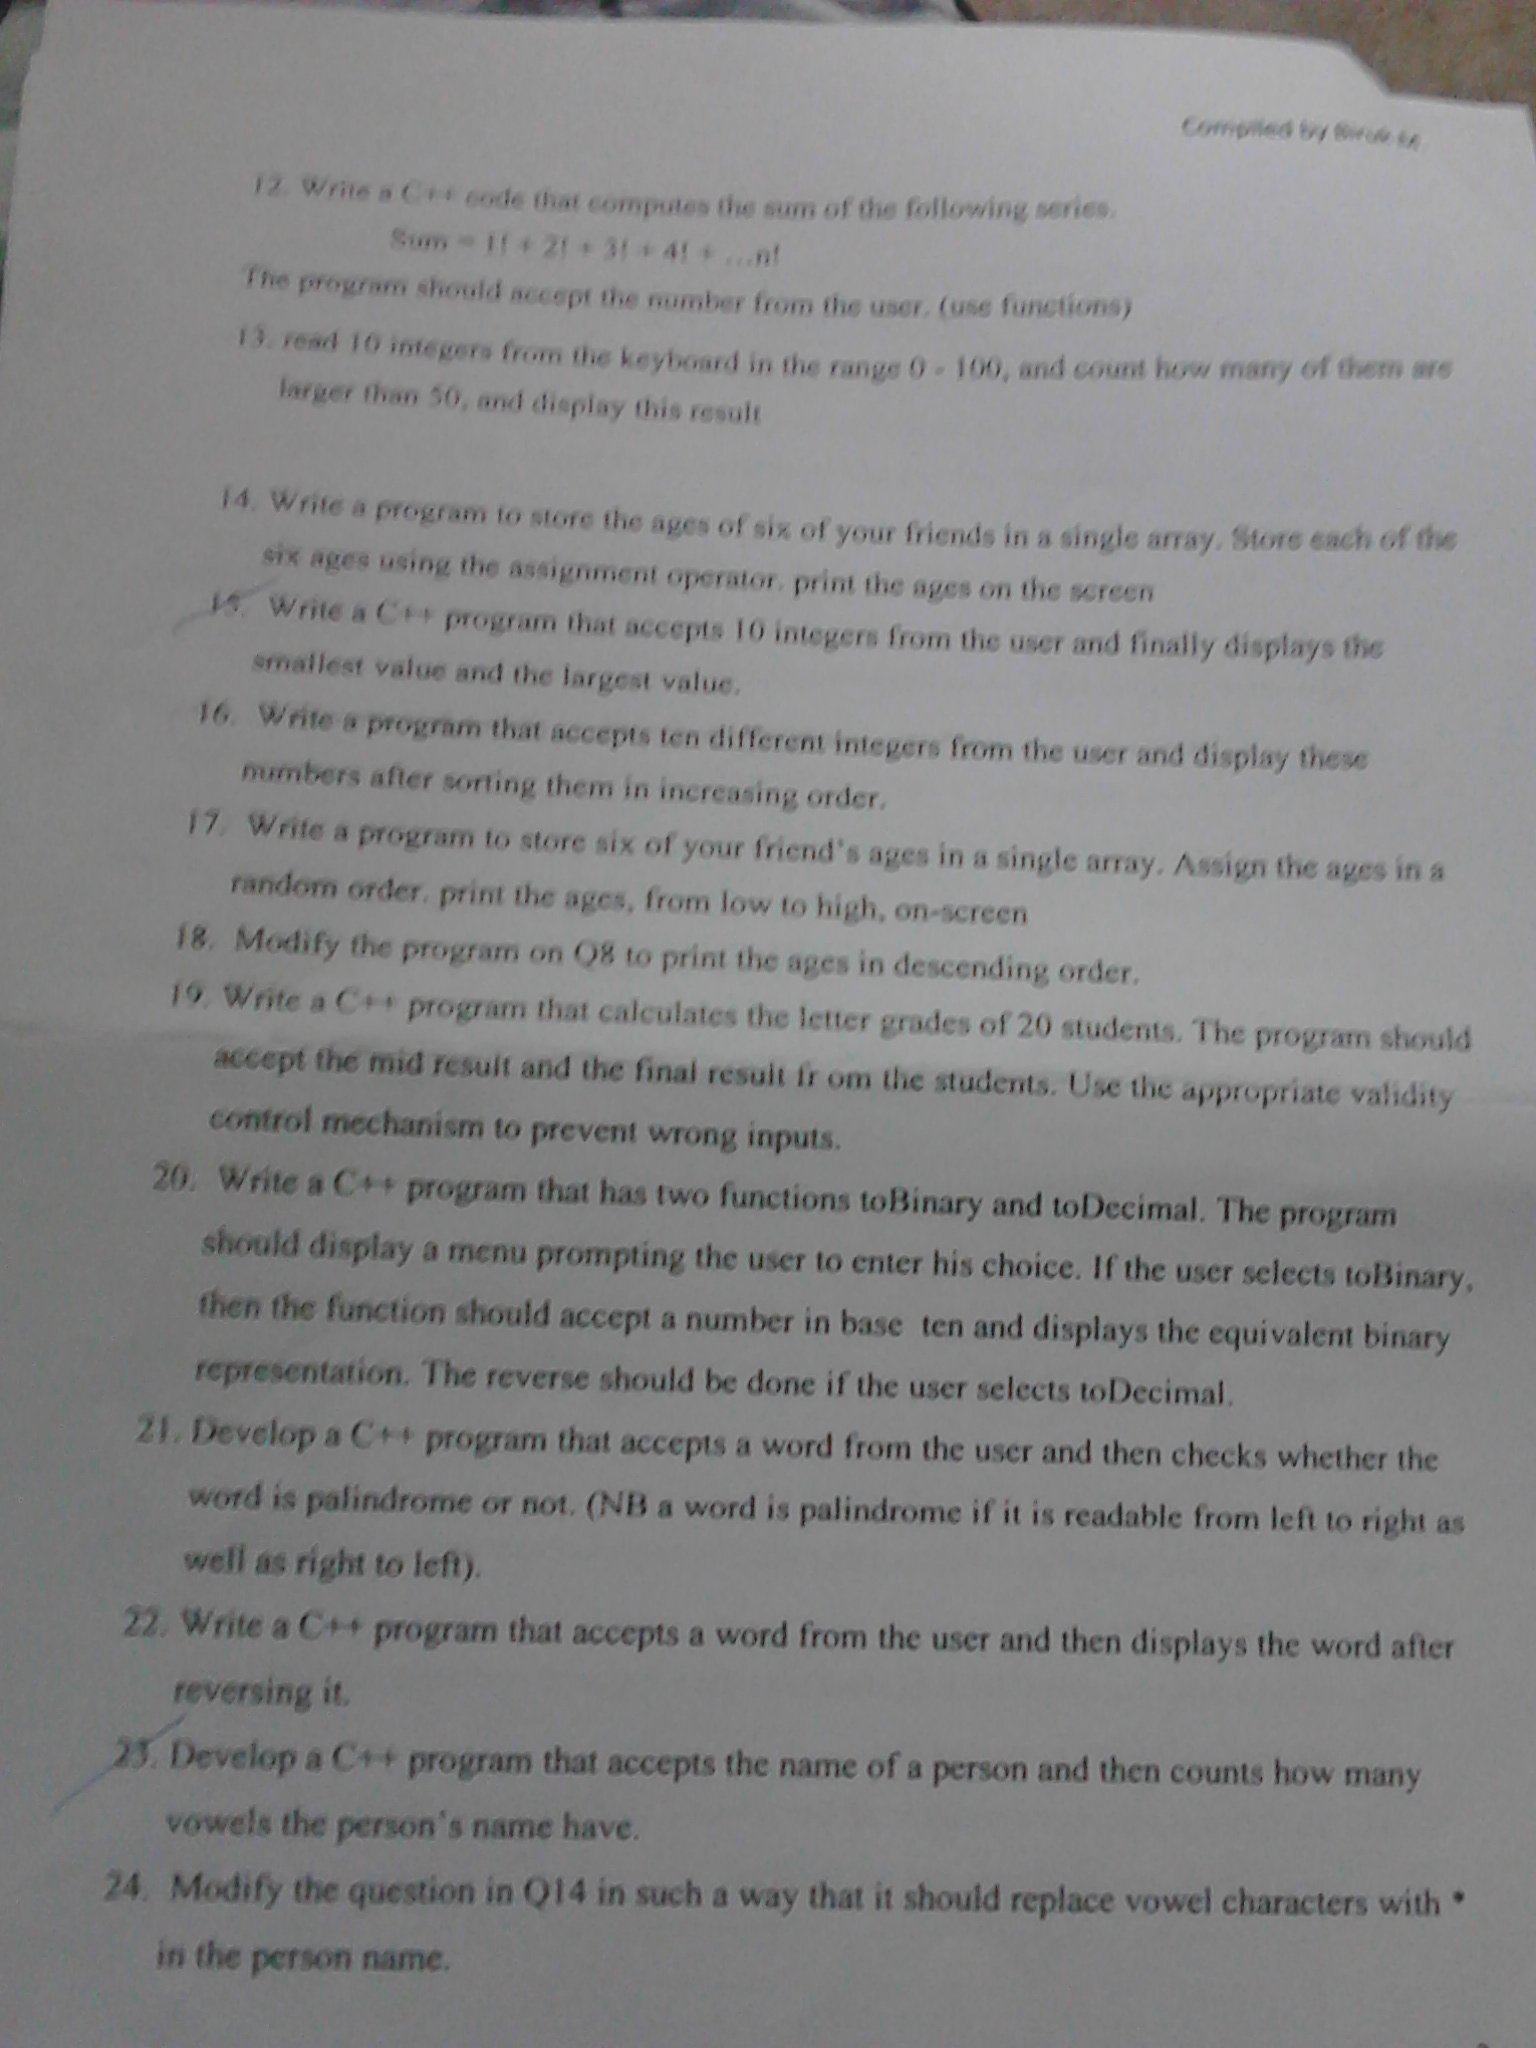 Compiled by
12. Write a C++ code that computes the sum of the following series.
Sum = 1! + 2! + 3! + 4! + ...n!
The program should accept the number from the user. (use functions)
13. read 10 integers from the keyboard in the range 0 - 100, and count how many of them are
larger than 50, and display this result
14. Write a program to store the ages of six of your friends in a single array. Store each of the
six ages using the assignment operator. print the ages on the screen
15. Write a C++ program that accepts 10 integers from the user and finally displays the
smallest value and the largest value.
16. Write a program that accepts ten different integers from the user and display these
numbers after sorting them in increasing order.
17. Write a program to store six of your friend's ages in a single array. Assign the ages in a
random order. print the ages, from low to high, on-screen
18. Modify the program on Q8 to print the ages in descending order.
19. Write a C++ program that calculates the letter grades of 20 students. The program should
accept the mid result and the final result fr om the students. Use the appropriate validity
control mechanism to prevent wrong inputs.
20. Write a C++ program that has two functions toBinary and toDecimal. The program
should display a menu prompting the user to enter his choice. If the user selects toBinary,
then the function should accept a number in base ten and displays the equivalent binary
representation. The reverse should be done if the user selects toDecimal.
21. Develop a C++ program that accepts a word from the user and then checks whether the
word is palindrome or not. (NB a word is palindrome if it is readable from left to right as
well as right to left).
22. Write a C++ program that accepts a word from the user and then displays the word after
reversing it.
23. Develop a C++ program that accepts the name of a person and then counts how many
vowels the person's name have.
24. Modify the question in Q14 in such a way that it should replace vowel characters with *
in the person name.